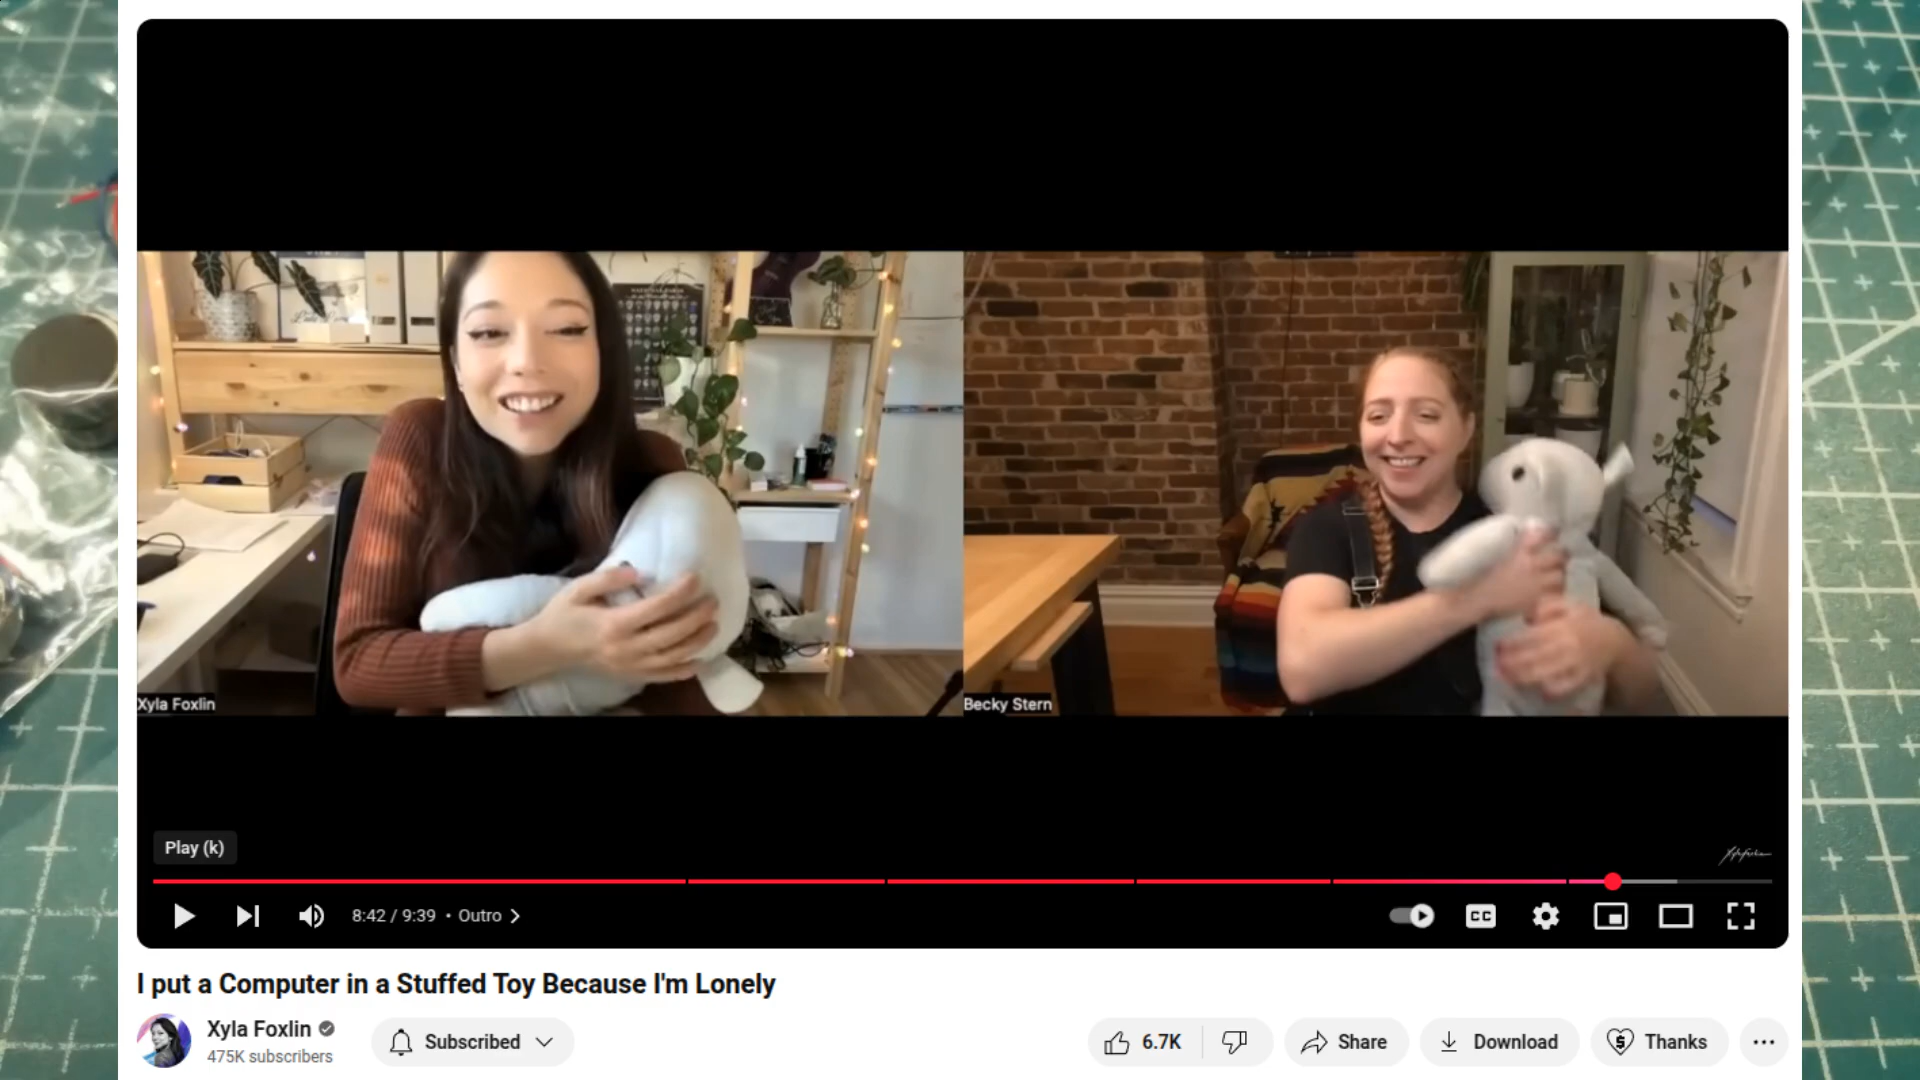 Xyla Foxlin
Becky Stern
Play (k)
8:42 / 9:39 • Outro
CC
I put a Computer in a Stuffed Toy Because I'm Lonely
Xyla Foxlin
475K subscribers
Subscribed
6.7K
Share
Download
Thanks